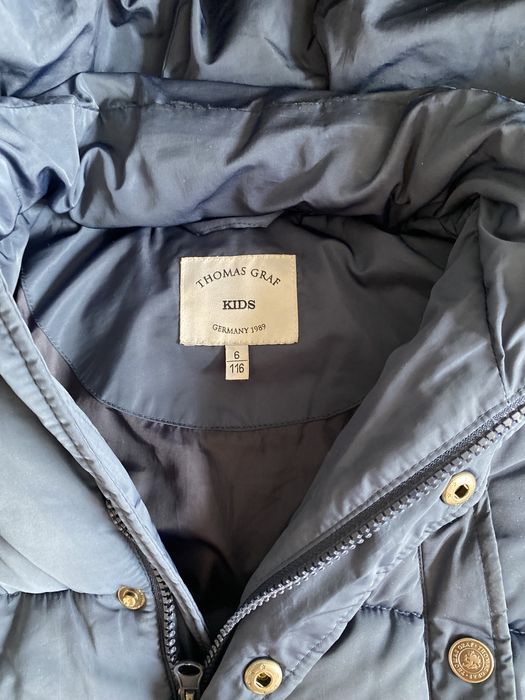 THOMAS GRAF
KIDS
GERMANY 1989
6
116